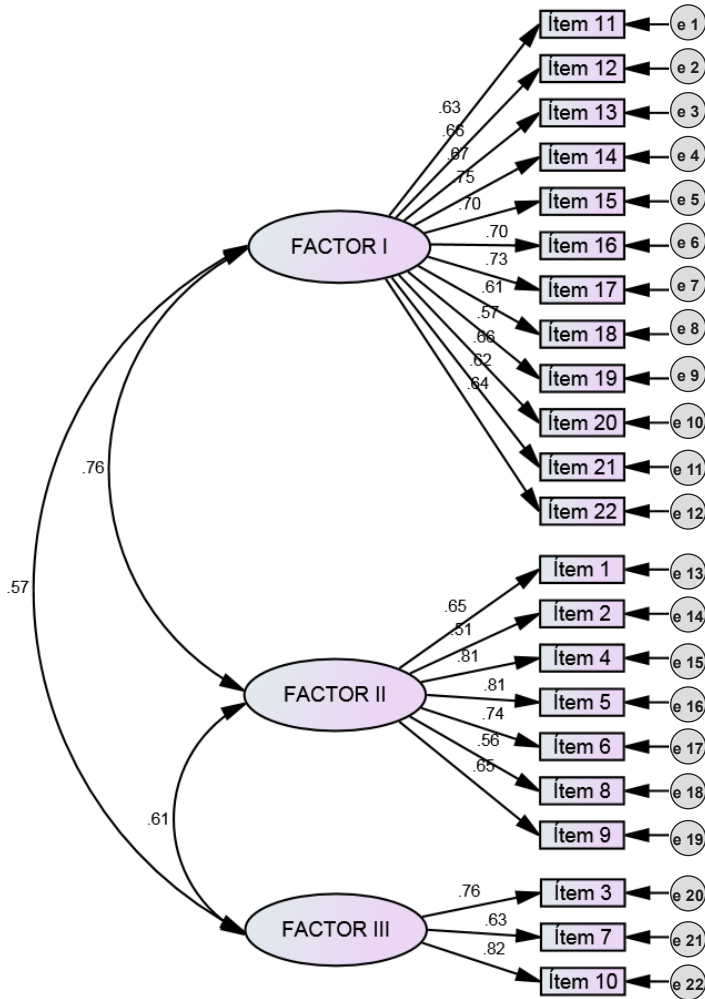 Ítem 11
e 1
Ítem 12
e 2
.63
Ítem 13
e 3
.66
.67
Ítem 14
e 4
.75
Ítem 15
e 5
.70
FACTOR I
.70
Ítem 16
e 6
.73
Ítem 17
e 7
.61
Ítem 18
e 8
.57
.66
Ítem 19
e 9
.62
.64
Ítem 20
e 10
Ítem 21
e 11
.76
Ítem 22
e 12
.57
Ítem 1
e 13
.65
Ítem 2
e 14
.51
.81
Ítem 4
e 15
FACTOR II
.81
Ítem 5
e 16
.74
Ítem 6
e 17
.56
.65
Ítem 8
e 18
.61
Ítem 9
e 19
.76
Ítem 3
e 20
FACTOR III
.63
Ítem 7
e 21
.82
Ítem 10
e 22